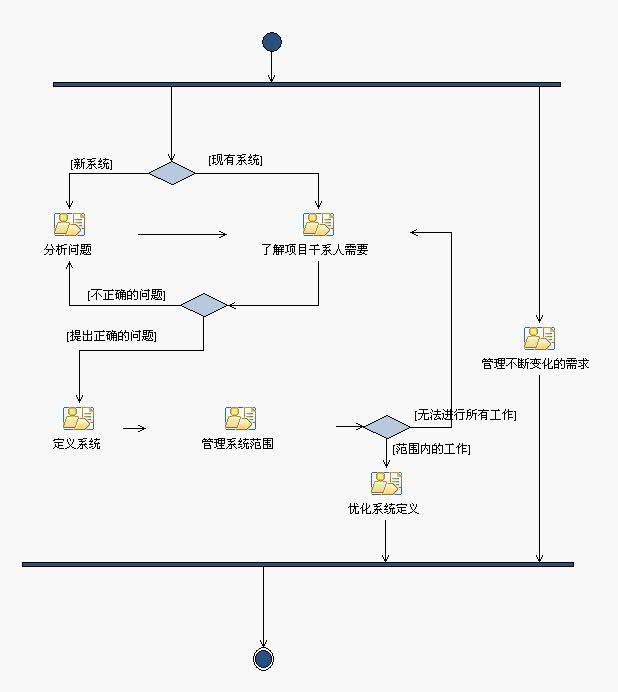 [新系统]
[现有系统]
分析问题
了解项目干系人需要
[不正确的问题]
[提出正确的问题]
管理不断变化的需求
定义系统
管理系统范围
[无法进行所有工作]
[范围内的工作]
优化系统定义